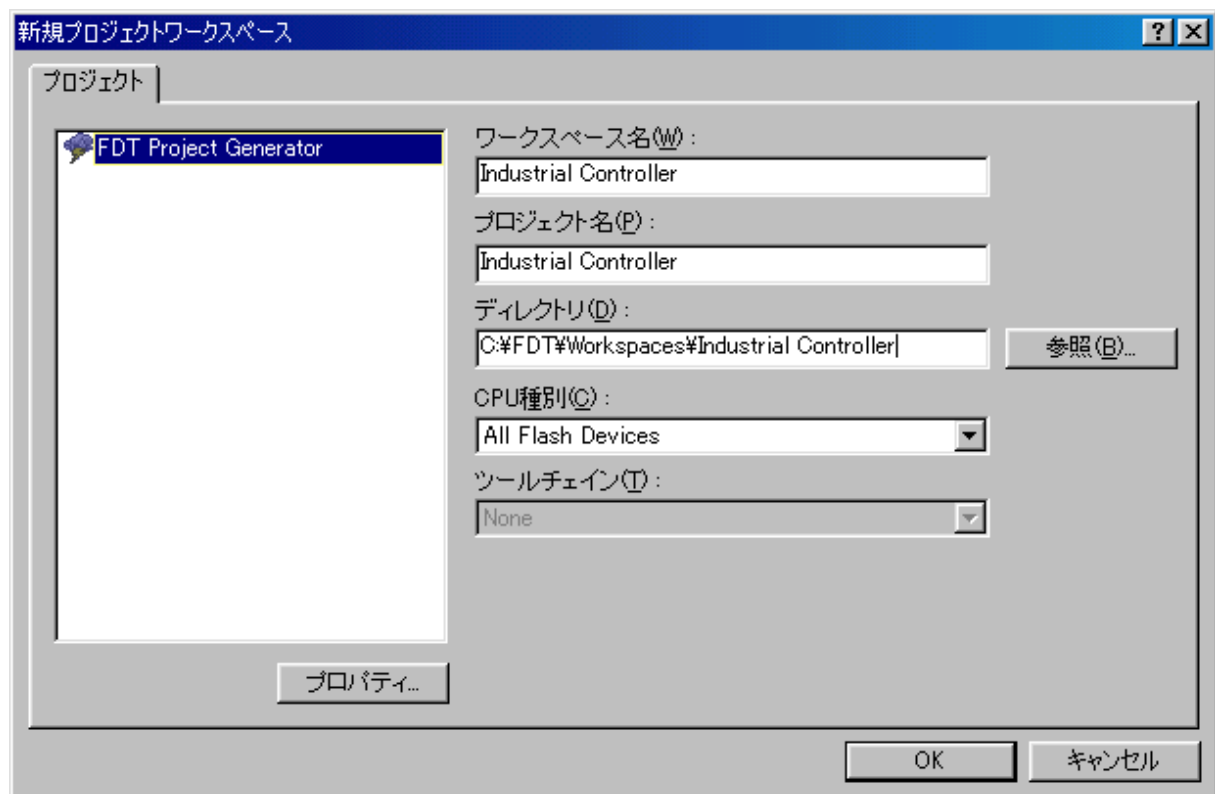 新規プロジェクトワークスペース
プロジェクト
FDT Project Generator
ワークスペース名(W) :
Industrial Controller
プロジェクト名(P) :
Industrial Controller
ディレクトリ(D) :
C:¥FDT¥Workspaces¥Industrial Controller
参照(B)...
CPU種別(C) :
All Flash Devices
ツールチェイン(T) :
None
プロパティ...
OK
キャンセル